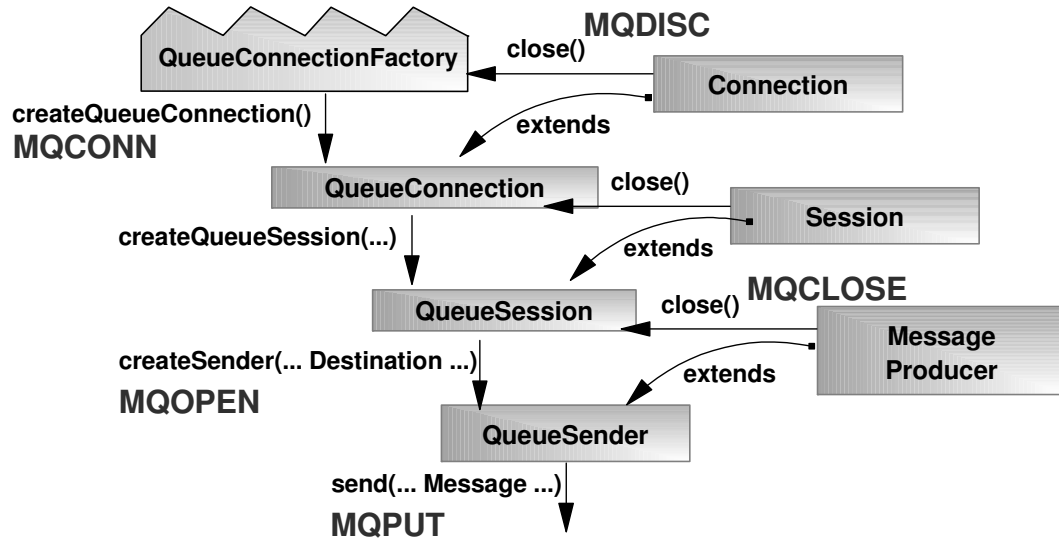 MQDISC
close()
QueueConnectionFactory
Connection
createQueueConnection()
extends
MQCONN
QueueConnection
close()
Session
createQueueSession(...)
extends
MQCLOSE
close()
QueueSession
Message
Producer
createSender(... Destination ...)
extends
MQOPEN
QueueSender
send(... Message ...)
MQPUT